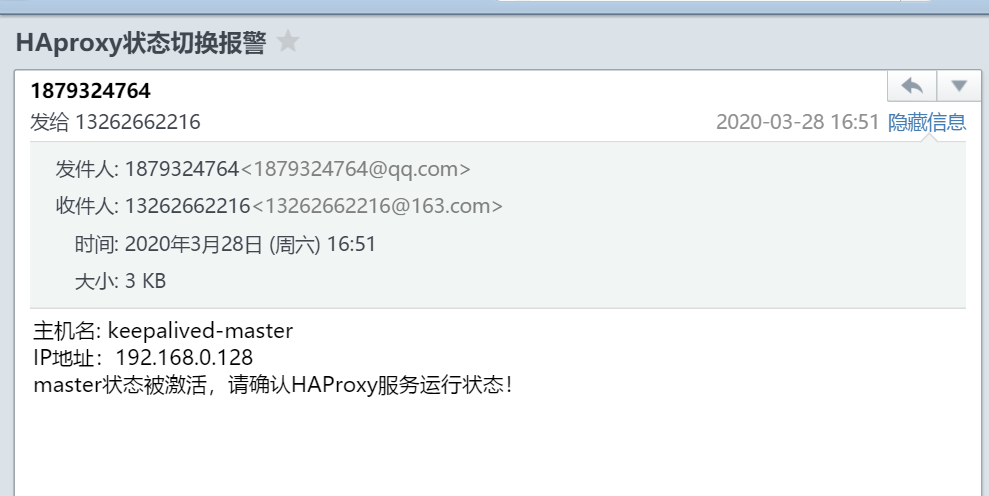 HAproxy状态切换报警
1879324764
发给 13262662216
2020-03-28 16:51 隐藏信息
发件人: 1879324764<1879324764@qq.com>
收件人: 13262662216<13262662216@163.com>
时间: 2020年3月28日 (周六) 16:51
大小: 3 KB
主机名: keepalived-master
IP地址：192.168.0.128
master状态被激活，请确认HAProxy服务运行状态！